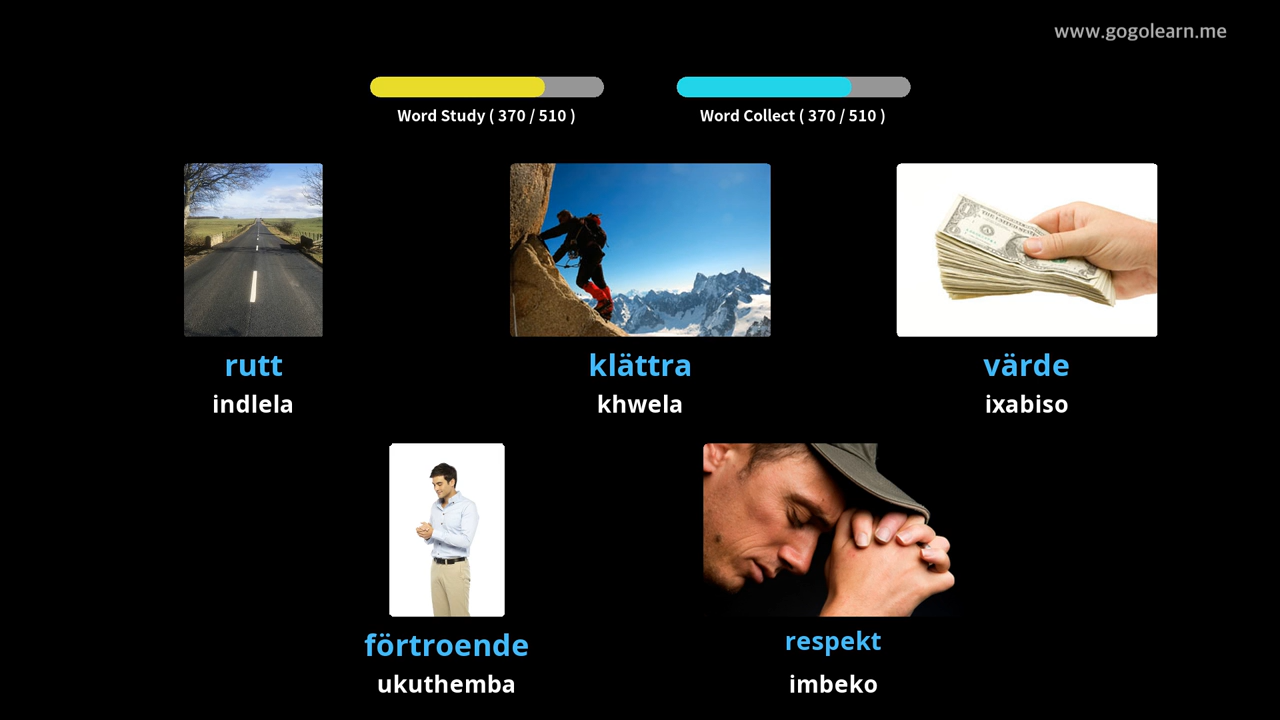 www.gogolearn.me
Word Study ( 370 / 510 )
Word Collect ( 370 / 510 )
rutt
indlela
klättra
khwela
värde
ixabiso
förtroende
ukuthemba
respekt
imbeko